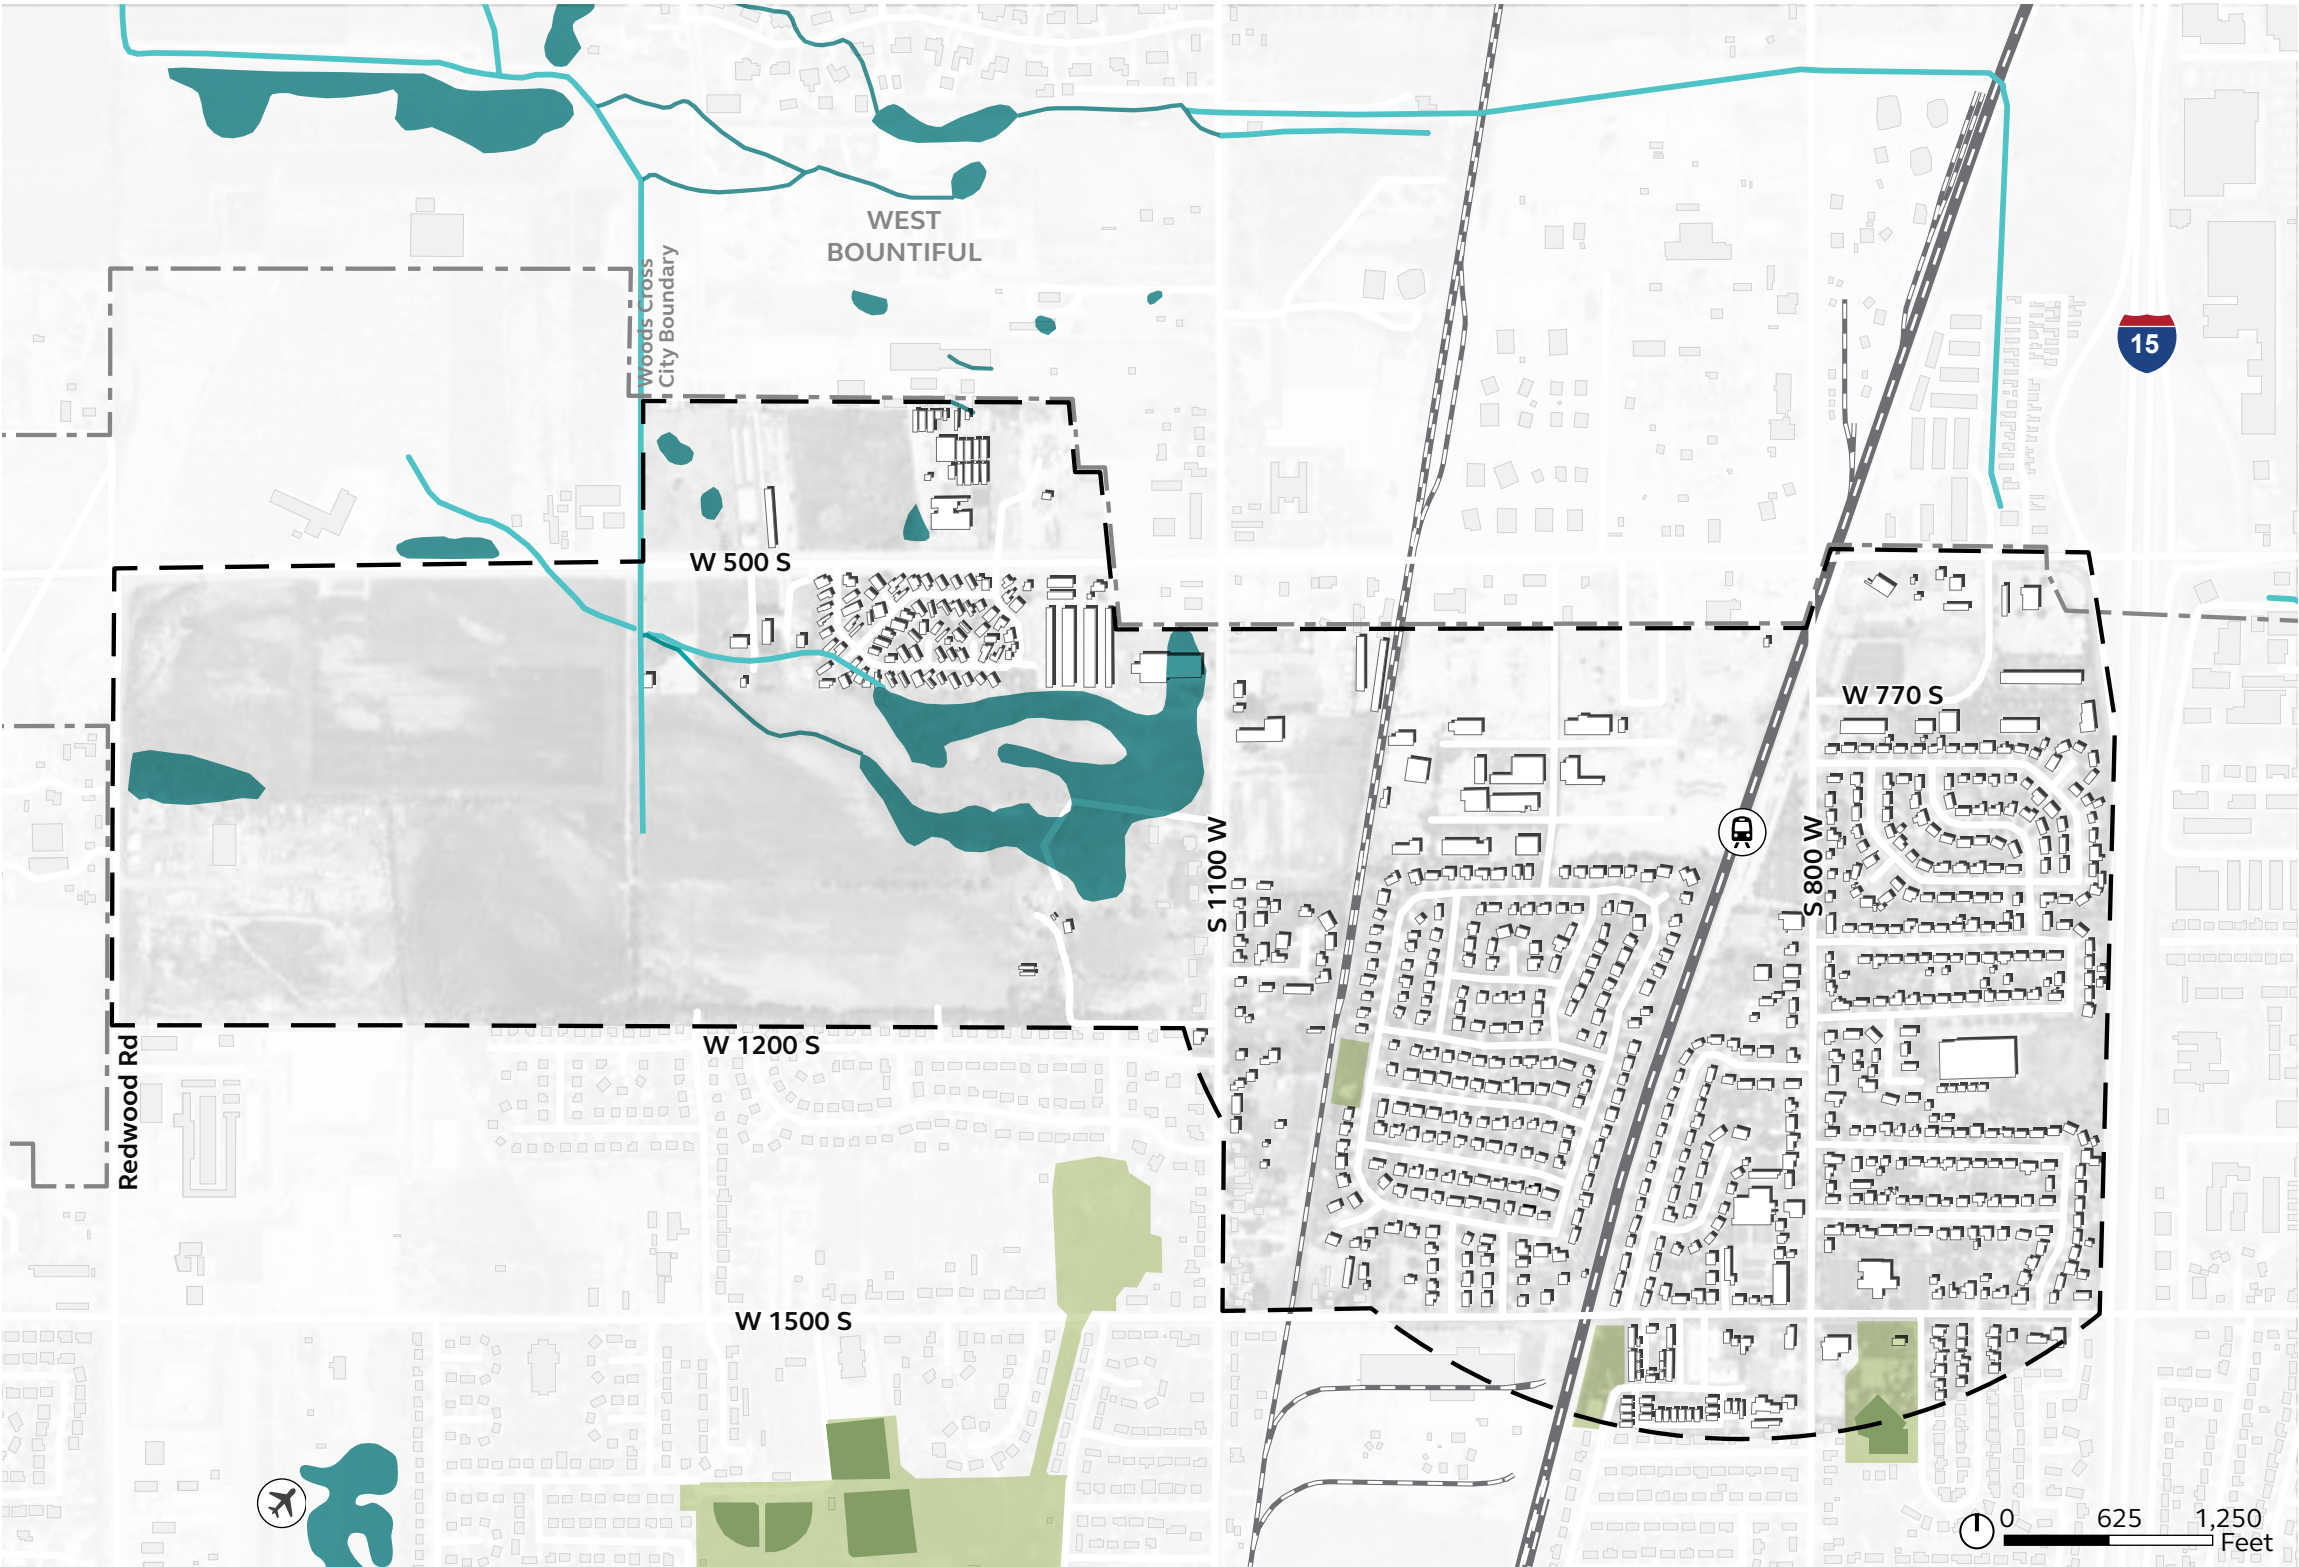 WEST
BOUNTIFUL
Woods Cross
City Boundary
15
W 500 S
W 770 S
S 1100 W
S 800 W
W 1200 S
Redwood Rd
W 1500 S
0 625 1,250
Feet